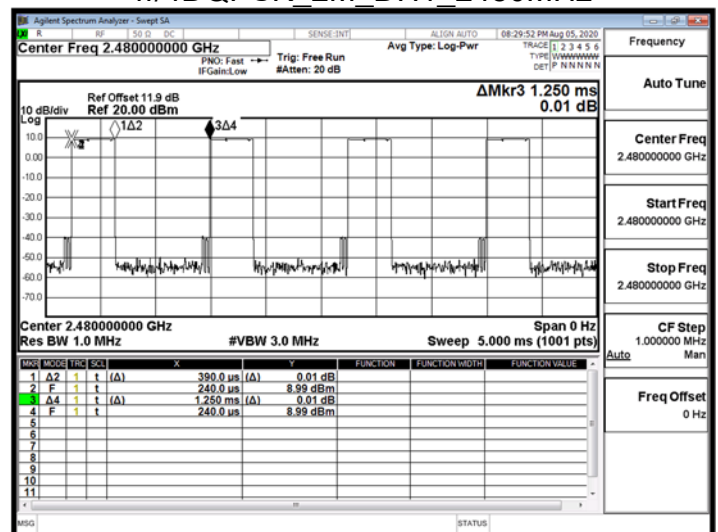 π/4DQPSK_2M_DH1_2480MHz
Agilent Spectrum Analyzer - Swept SA
R RF 50 Ω DC SENSE:INT ALIGN AUTO 08:29:52 PM Aug 05, 2020
Center Freq 2.480000000 GHz
PNO: Fast
IFGain:Low
Trig: Free Run
#Atten: 20 dB
Avg Type: Log-Pwr
TRACE 1 2 3 4 5 6
TYPE WWWWWW
DET P N N N N N
Frequency
Auto Tune
Center Freq
2.480000000 GHz
Start Freq
2.480000000 GHz
Stop Freq
2.480000000 GHz
CF Step
1.000000 MHz
Auto Man
Freq Offset
0 Hz
ΔMkr3 1.250 ms
0.01 dB
Ref Offset 11.9 dB
10 dB/div Ref 20.00 dBm
Log
1Δ2
3Δ4
10.0
0.00
-10.0
-20.0
-30.0
-40.0
-50.0
-60.0
-70.0
Center 2.480000000 GHz Span 0 Hz
Res BW 1.0 MHz #VBW 3.0 MHz Sweep 5.000 ms (1001 pts)
MKR MODE TRC SCL X Y FUNCTION FUNCTION WIDTH FUNCTION VALUE
1 Δ2 1 t (Δ) 390.0 µs (Δ) 0.01 dB
2 F 1 t 240.0 µs 8.99 dBm
3 Δ4 1 t (Δ) 1.250 ms (Δ) 0.01 dB
4 F 1 t 240.0 µs 8.99 dBm
5
6
7
8
9
10
11
MSG STATUS